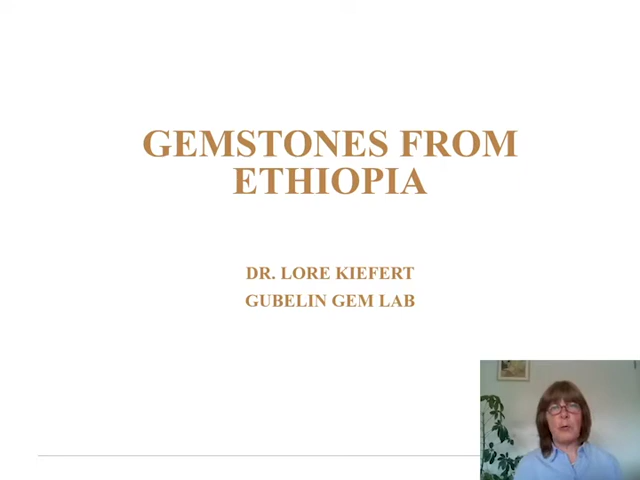 GEMSTONES FROM
ETHIOPIA
DR. LORE KIEFERT
GUBELIN GEM LAB